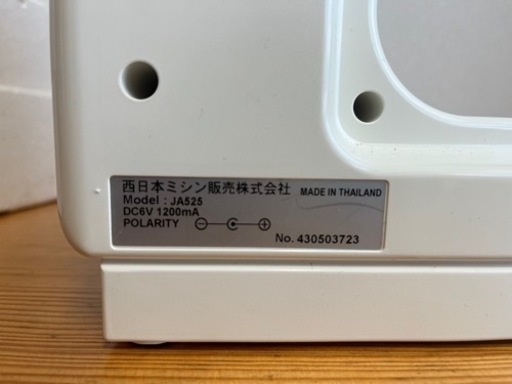 西日本ミシン販売株式会社
MADE IN THAILAND
Model : JA525
DC6V 1200mA
POLARITY
No. 430503723